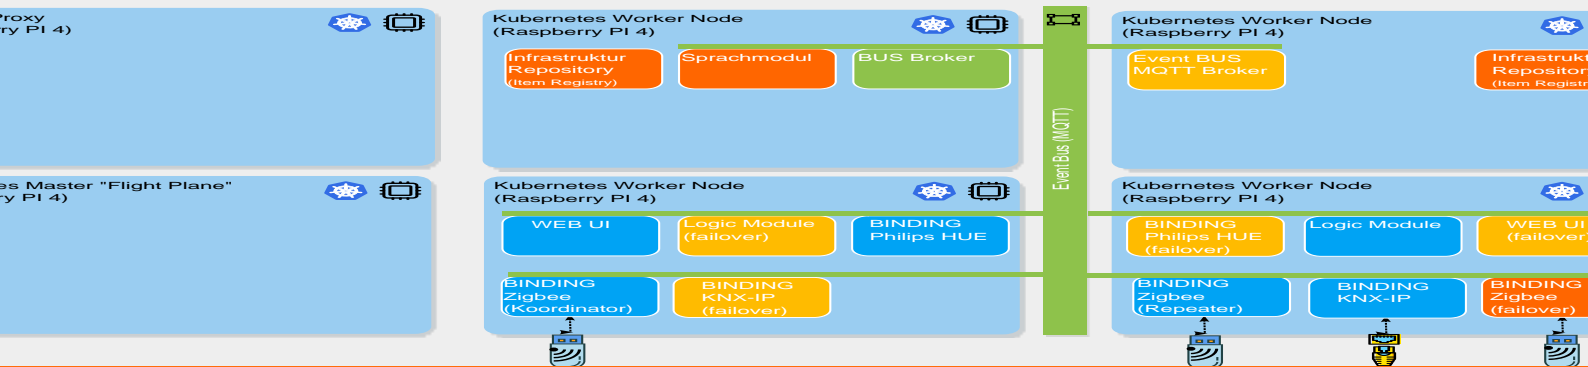 roxy
ry PI 4)
Kubernetes Worker Node
(Raspberry PI 4)
Infrastruktur
Repository
(Item Registry)
Sprachmodul
BUS Broker
Event Bus (MQTT)
Kubernetes Worker Node
(Raspberry PI 4)
Event BUS
MQTT Broker
Infrastrukt
Repositor
(Item Registr
es Master "Flight Plane"
y PI 4)
Kubernetes Worker Node
(Raspberry PI 4)
WEB UI
Logic Module
(failover)
BINDING
Philips HUE
BINDING
Zigbee
(Koordinator)
BINDING
KNX-IP
(failover)
Kubernetes Worker Node
(Raspberry PI 4)
BINDING
Philips HUE
(failover)
Logic Module
WEB UI
(failover)
BINDING
Zigbee
(Repeater)
BINDING
KNX-IP
BINDING
Zigbee
(failover)